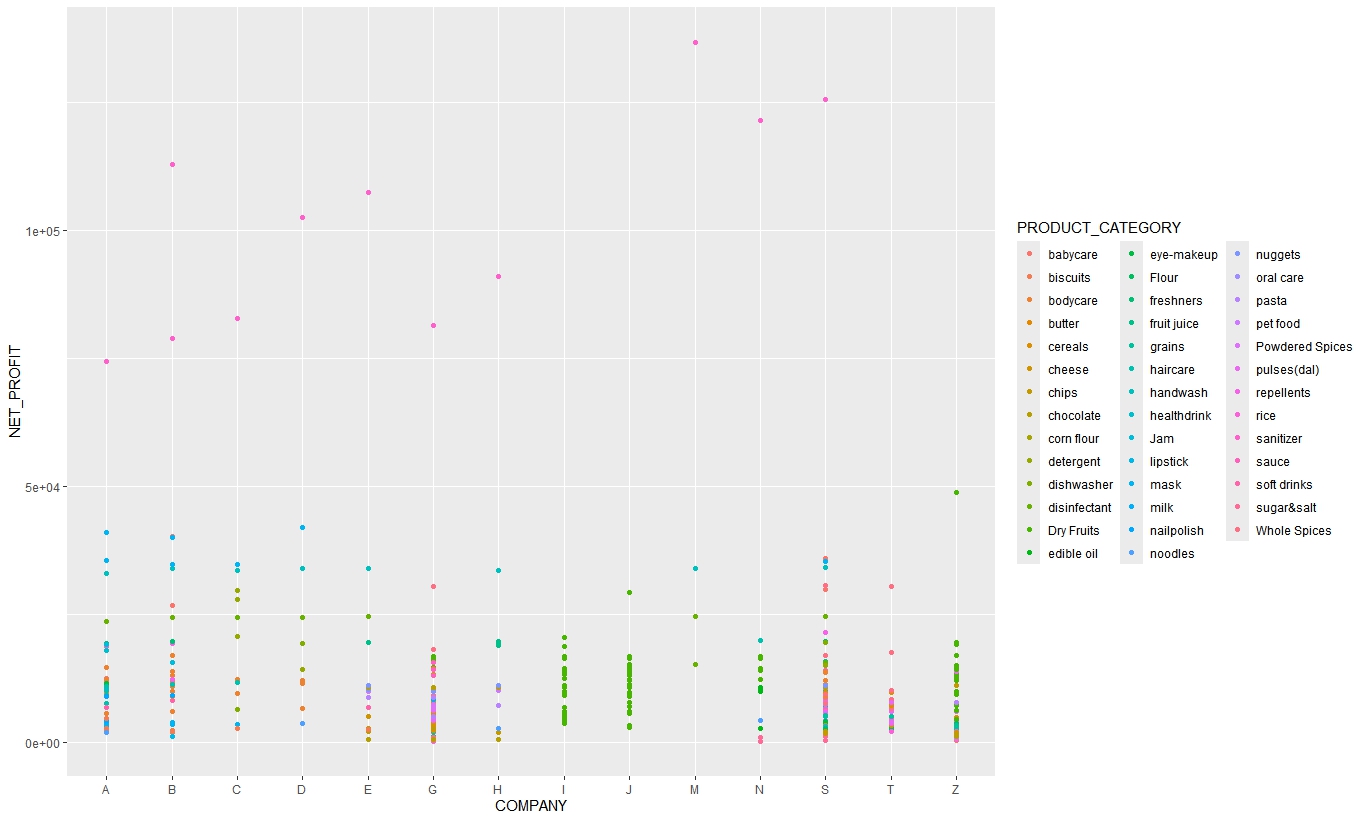 NET_PROFIT
1e+05
5e+04
0e+00
A B C D E G H I J M N S T Z
COMPANY
PRODUCT_CATEGORY
babycare
biscuits
bodycare
butter
cereals
cheese
chips
chocolate
corn flour
detergent
dishwasher
disinfectant
Dry Fruits
edible oil
eye-makeup
Flour
freshners
fruit juice
grains
haircare
handwash
healthdrink
Jam
lipstick
mask
milk
nailpolish
noodles
nuggets
oral care
pasta
pet food
Powdered Spices
pulses(dal)
repellents
rice
sanitizer
sauce
soft drinks
sugar&salt
Whole Spices